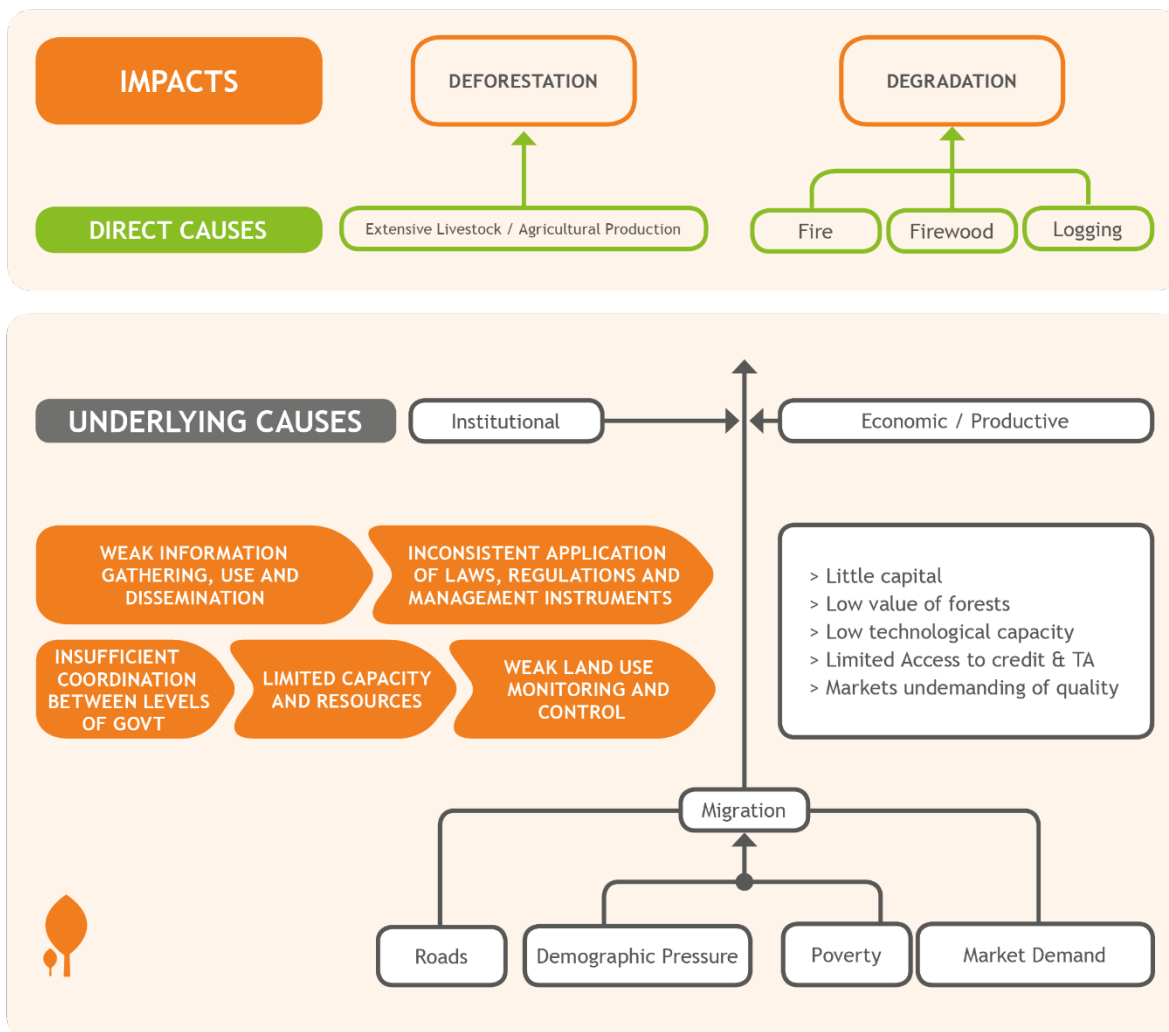 IMPACTS
DEFORESTATION
DEGRADATION
DIRECT CAUSES
Extensive Livestock / Agricultural Production
Fire
Firewood
Logging
UNDERLYING CAUSES
Institutional
Economic / Productive
WEAK INFORMATION
GATHERING, USE AND
DISSEMINATION
INCONSISTENT APPLICATION
OF LAWS, REGULATIONS AND
MANAGEMENT INSTRUMENTS
INSUFFICIENT
COORDINATION
BETWEEN LEVELS
OF GOVT
LIMITED CAPACITY
AND RESOURCES
WEAK LAND USE
MONITORING AND
CONTROL
> Little capital
> Low value of forests
> Low technological capacity
> Limited Access to credit & TA
> Markets undemanding of quality
Migration
Roads
Demographic Pressure
Poverty
Market Demand